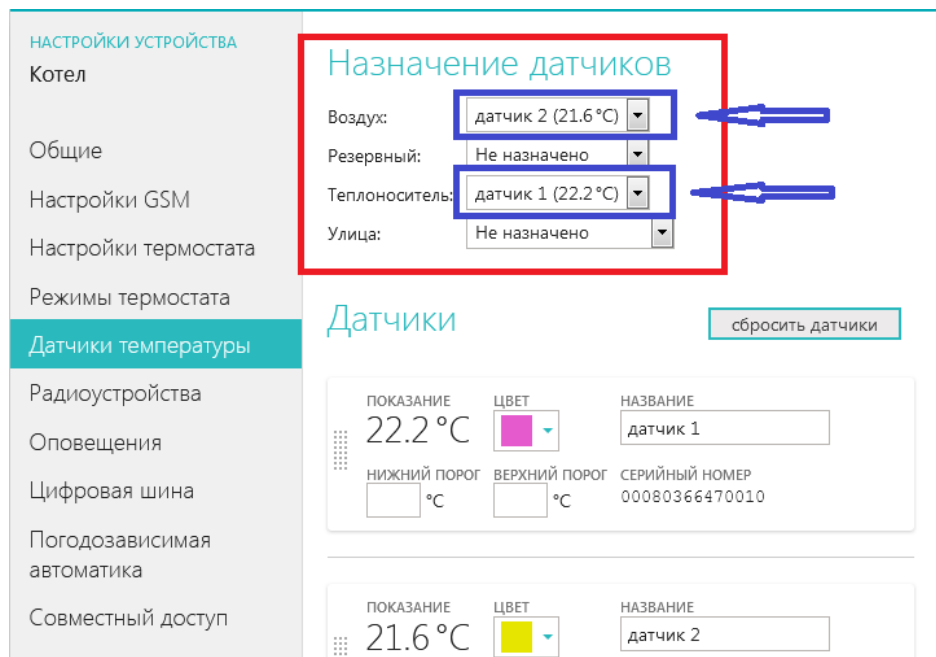 НАСТРОЙКИ УСТРОЙСТВА
Котел
Общие
Настройки GSM
Настройки термостата
Режимы термостата
Датчики температуры
Радиоустройства
Оповещения
Цифровая шина
Погодозависимая
автоматика
Совместный доступ
Назначение датчиков
Воздух: датчик 2 (21.6 °C)
Резервный: Не назначено
Теплоноситель: датчик 1 (22.2 °C)
Улица: Не назначено
Датчики
сбросить датчики
ПОКАЗАНИЕ ЦВЕТ НАЗВАНИЕ
22.2 °C датчик 1
НИЖНИЙ ПОРОГ ВЕРХНИЙ ПОРОГ СЕРИЙНЫЙ НОМЕР
°C °C 00080366470010
ПОКАЗАНИЕ ЦВЕТ НАЗВАНИЕ
21.6 °C датчик 2